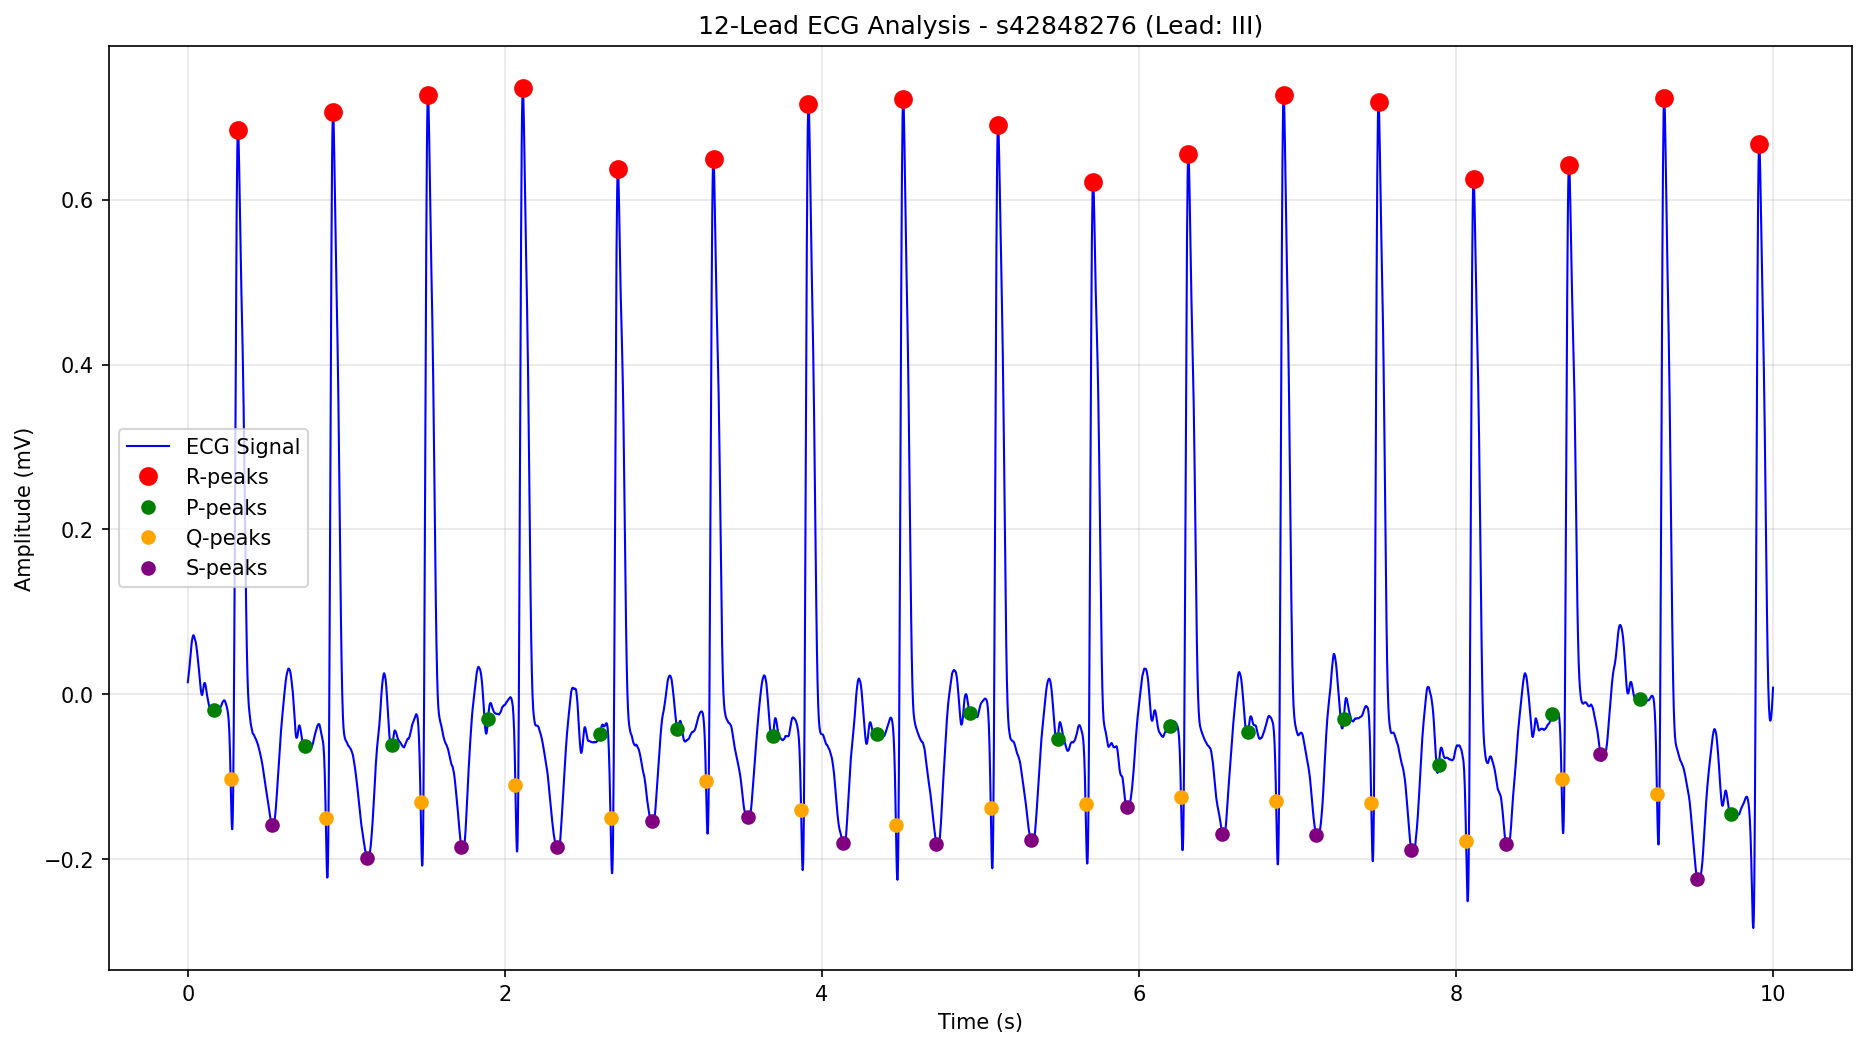 12-Lead ECG Analysis - s42848276 (Lead: III)
Amplitude (mV)
0.6
0.4
0.2
0.0
−0.2
ECG Signal
R-peaks
P-peaks
Q-peaks
S-peaks
0 2 4 6 8 10
Time (s)